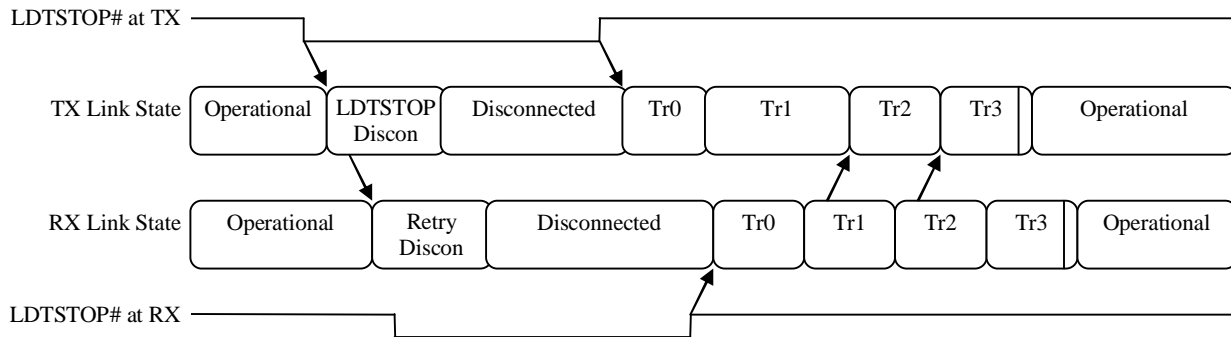 LDTSTOP# at TX
TX Link State
Operational
LDTSTOP
Discon
Disconnected
Tr0
Tr1
Tr2
Tr3
Operational
RX Link State
Operational
Retry
Discon
Disconnected
Tr0
Tr1
Tr2
Tr3
Operational
LDTSTOP# at RX